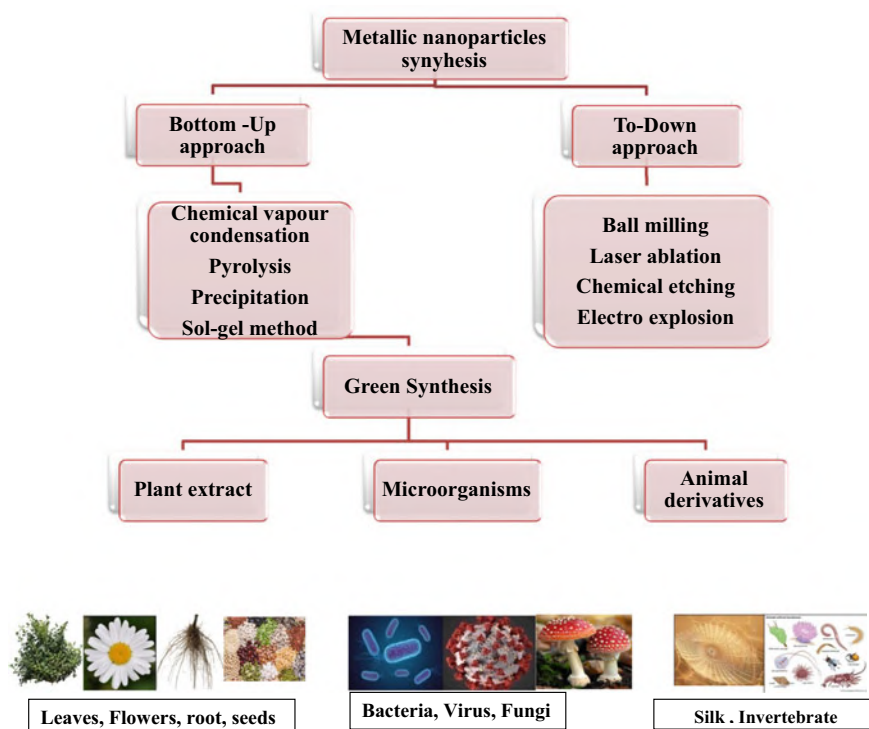 Metallic nanoparticles
synyhesis
Bottom -Up
approach
To-Down
approach
Chemical vapour
condensation
Pyrolysis
Precipitation
Sol-gel method
Ball milling
Laser ablation
Chemical etching
Electro explosion
Green Synthesis
Plant extract
Microorganisms
Animal
derivatives
Leaves, Flowers, root, seeds
Bacteria, Virus, Fungi
Silk . Invertebrate